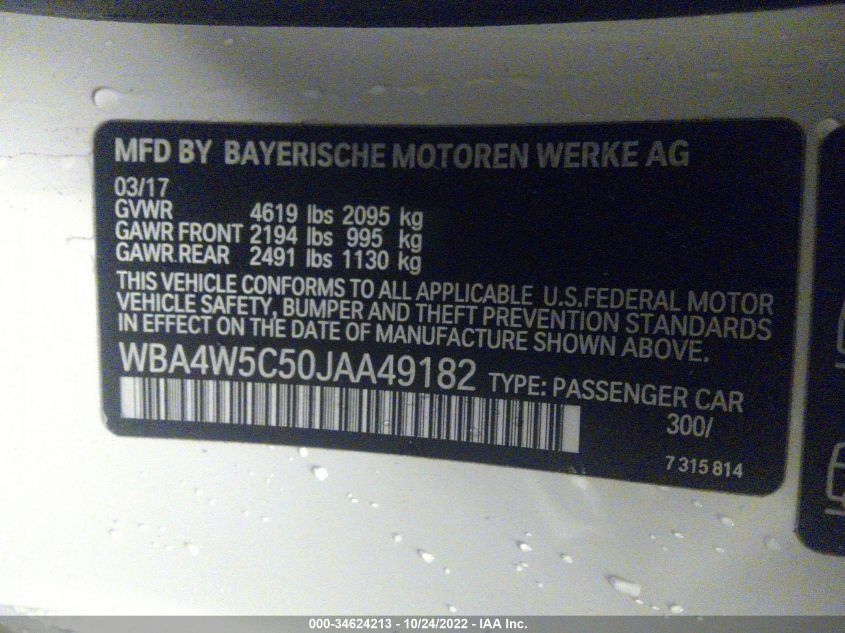 MFD BY BAYERISCHE MOTOREN WERKE AG
03/17
GVWR 4619 lbs 2095 kg
GAWR FRONT 2194 lbs 995 kg
GAWR REAR 2491 lbs 1130 kg
THIS VEHICLE CONFORMS TO ALL APPLICABLE U.S.FEDERAL MOTOR
VEHICLE SAFETY, BUMPER AND THEFT PREVENTION STANDARDS
IN EFFECT ON THE DATE OF MANUFACTURE SHOWN ABOVE.
WBA4W5C50JAA49182 TYPE: PASSENGER CAR
300/
7 315 814
000-34624213 - 10/24/2022 - IAA Inc.